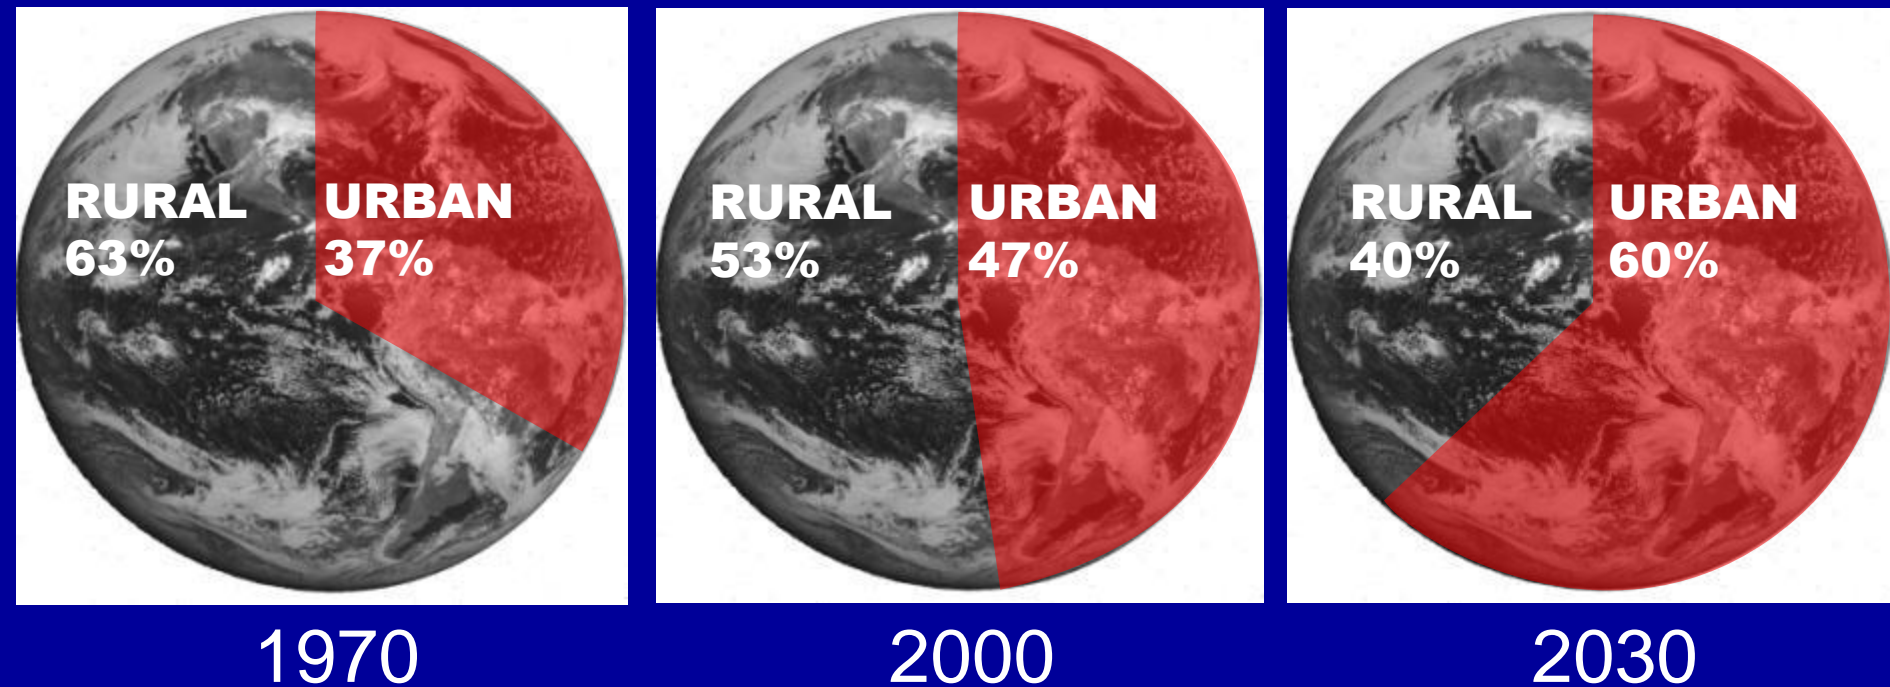 RURAL
63%
URBAN
37%
RURAL
53%
URBAN
47%
RURAL
40%
URBAN
60%
1970
2000
2030